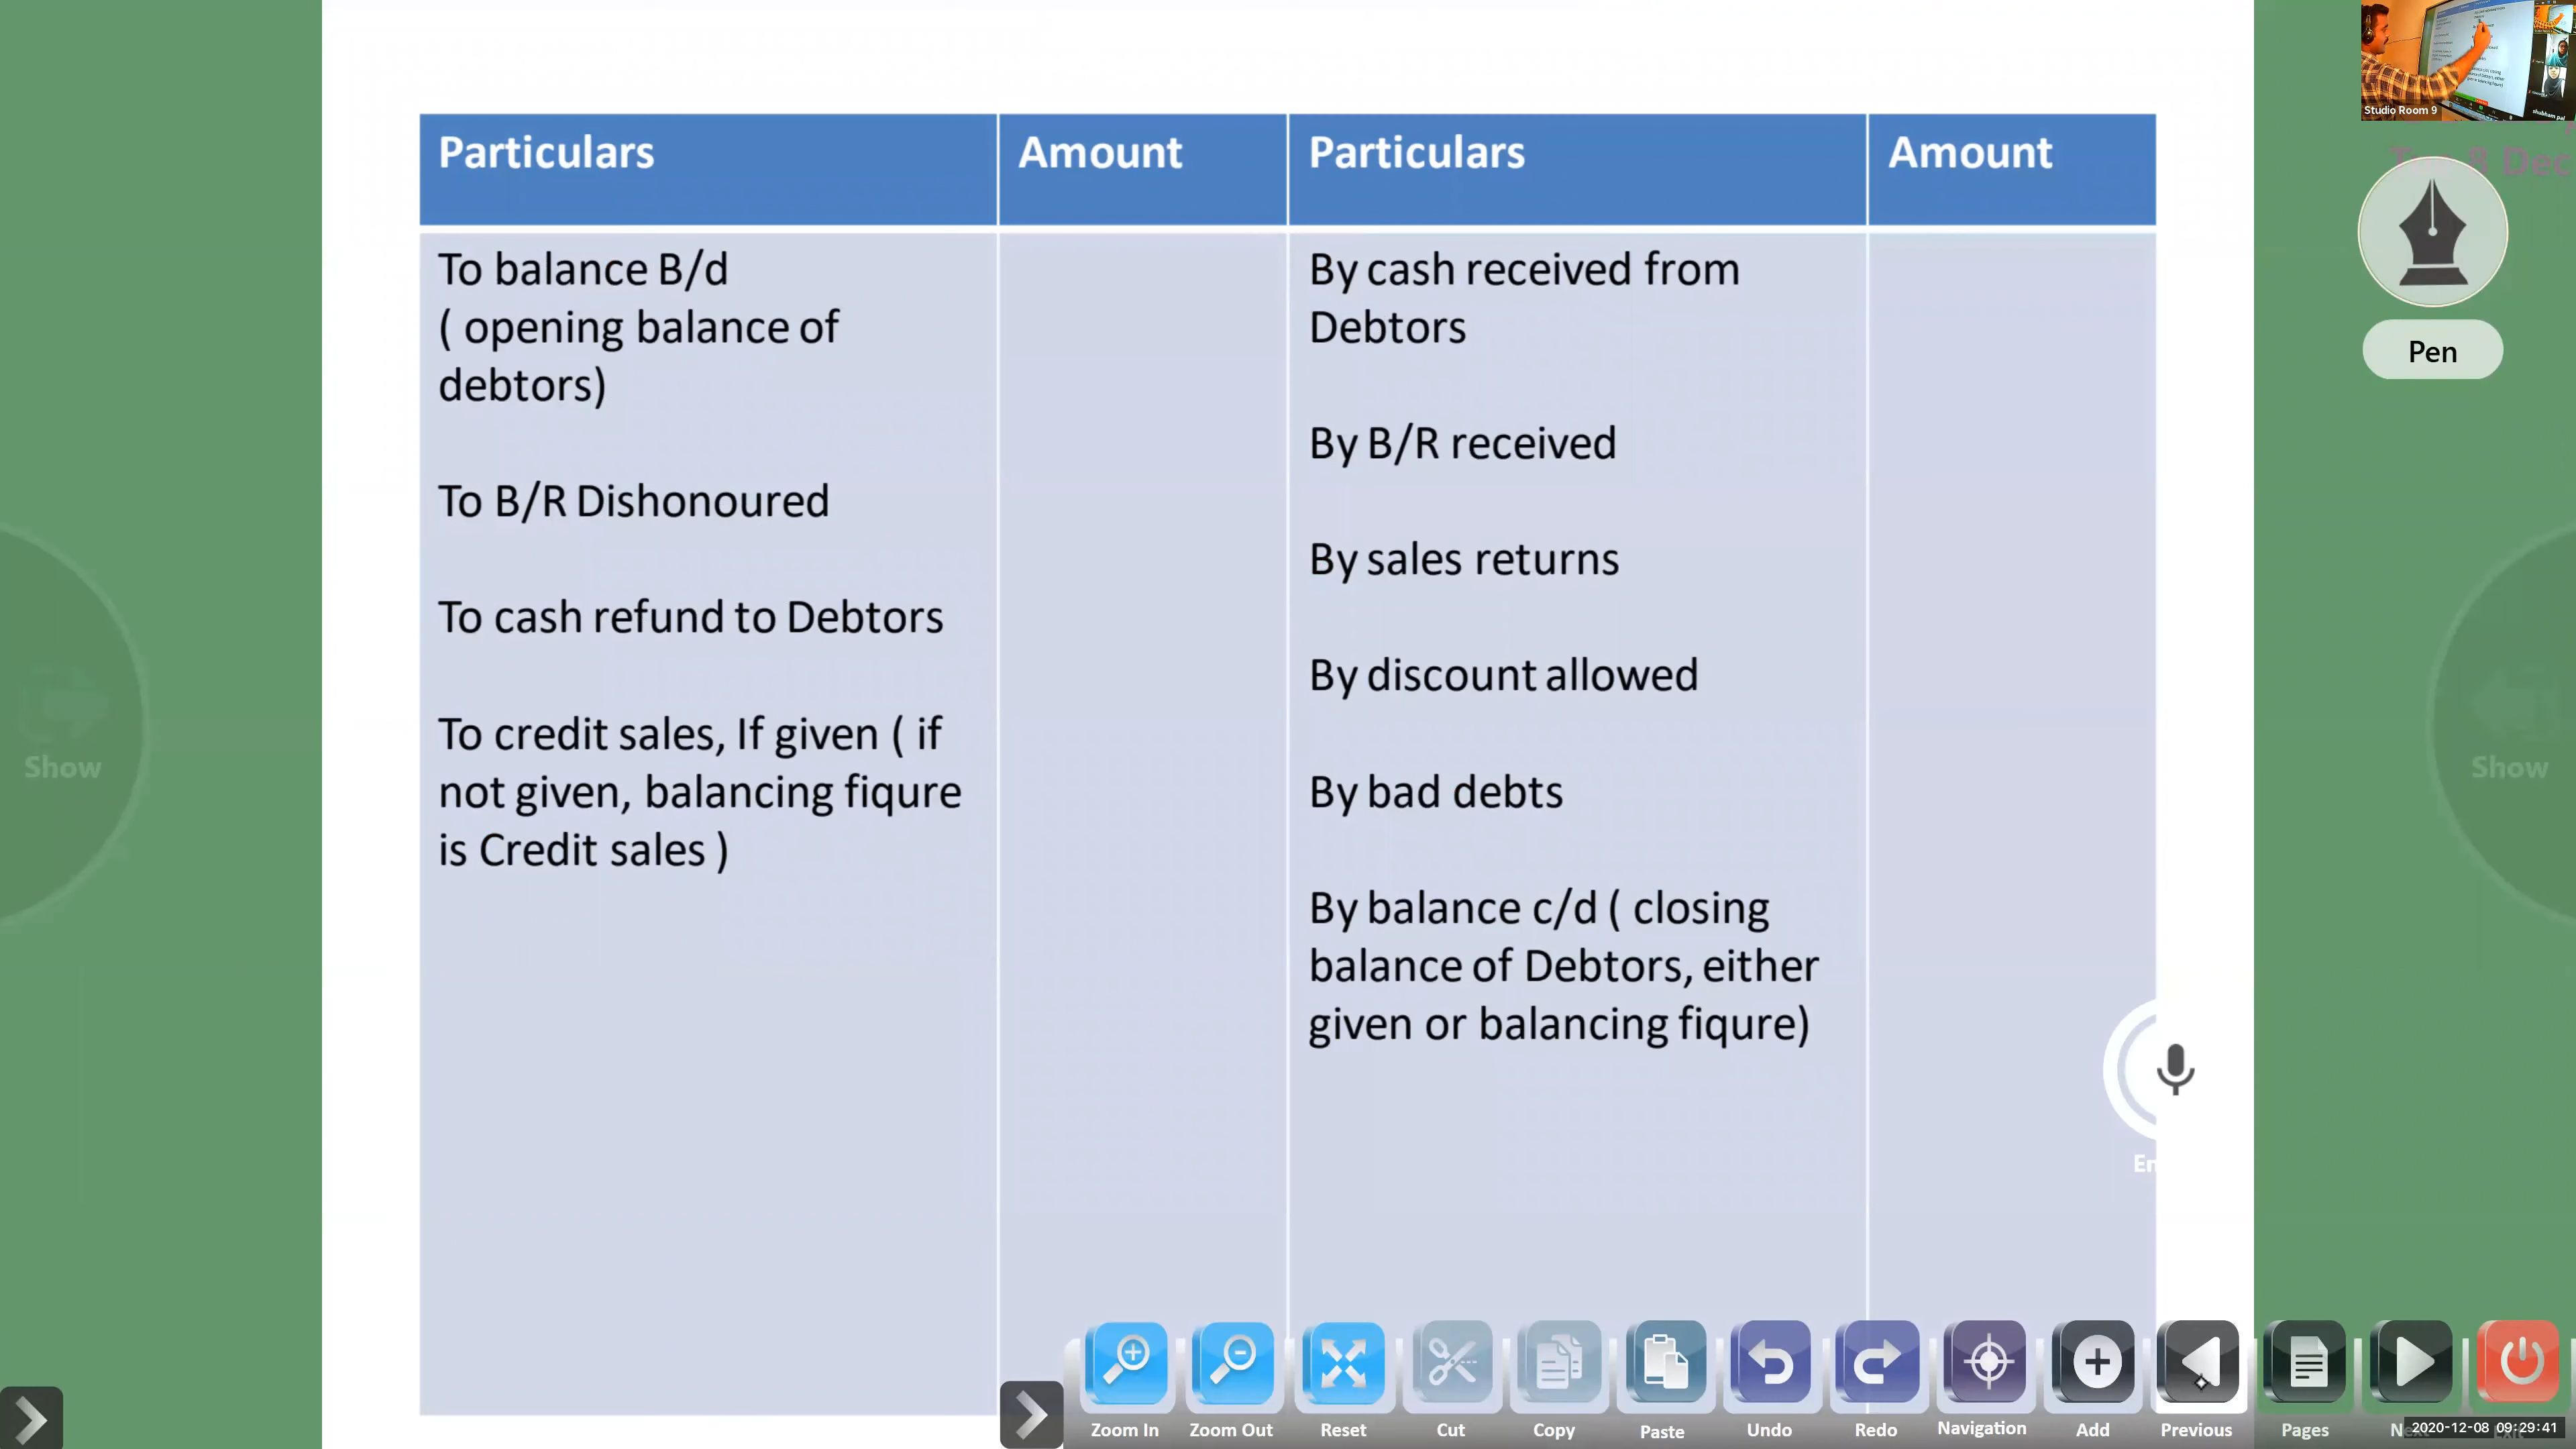 Particulars
Amount
Particulars
Amount
To balance B/d
( opening balance of
debtors)
To B/R Dishonoured
To cash refund to Debtors
To credit sales, If given ( if
not given, balancing fiqure
is Credit sales )
By cash received from
Debtors
By B/R received
By sales returns
By discount allowed
By bad debts
By balance c/d ( closing
balance of Debtors, either
given or balancing fiqure)
Studio Room 9
shubham pal
8 Dec
Pen
Show
Show
Zoom In
Zoom Out
Reset
Cut
Copy
Paste
Undo
Redo
Navigation
Add
Previous
Pages
2020-12-08 09:29:41